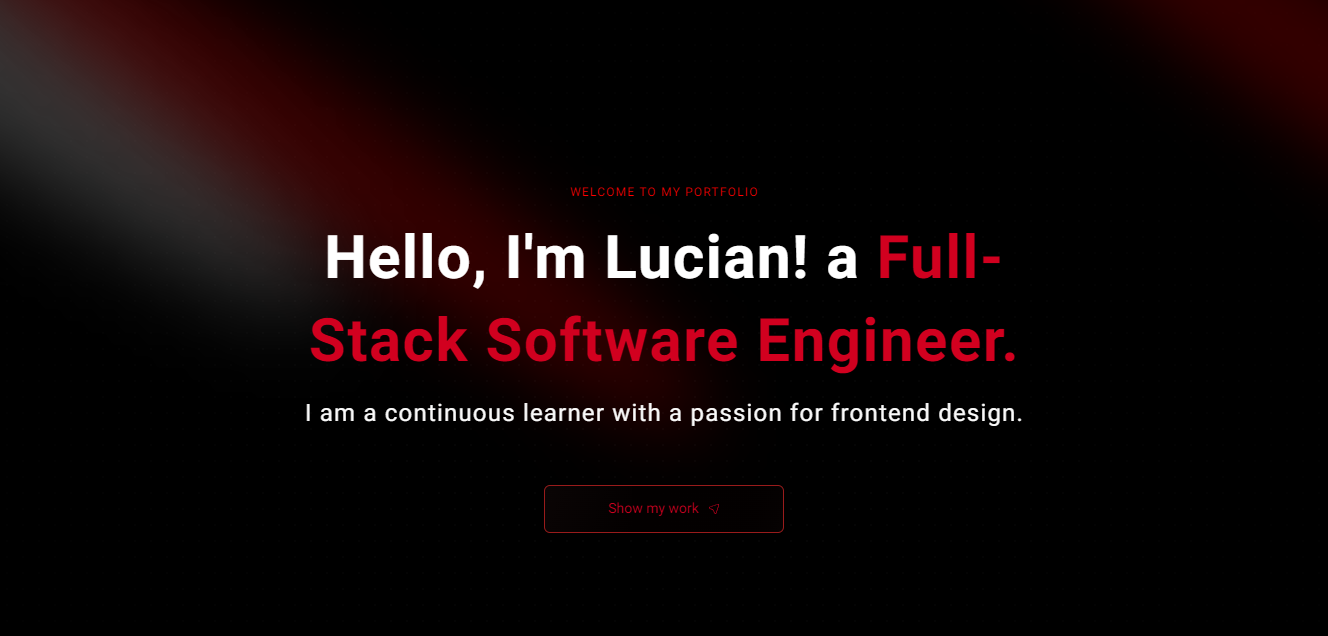 WELCOME TO MY PORTFOLIO
Hello, I'm Lucian! a Full-
Stack Software Engineer.
I am a continuous learner with a passion for frontend design.
Show my work